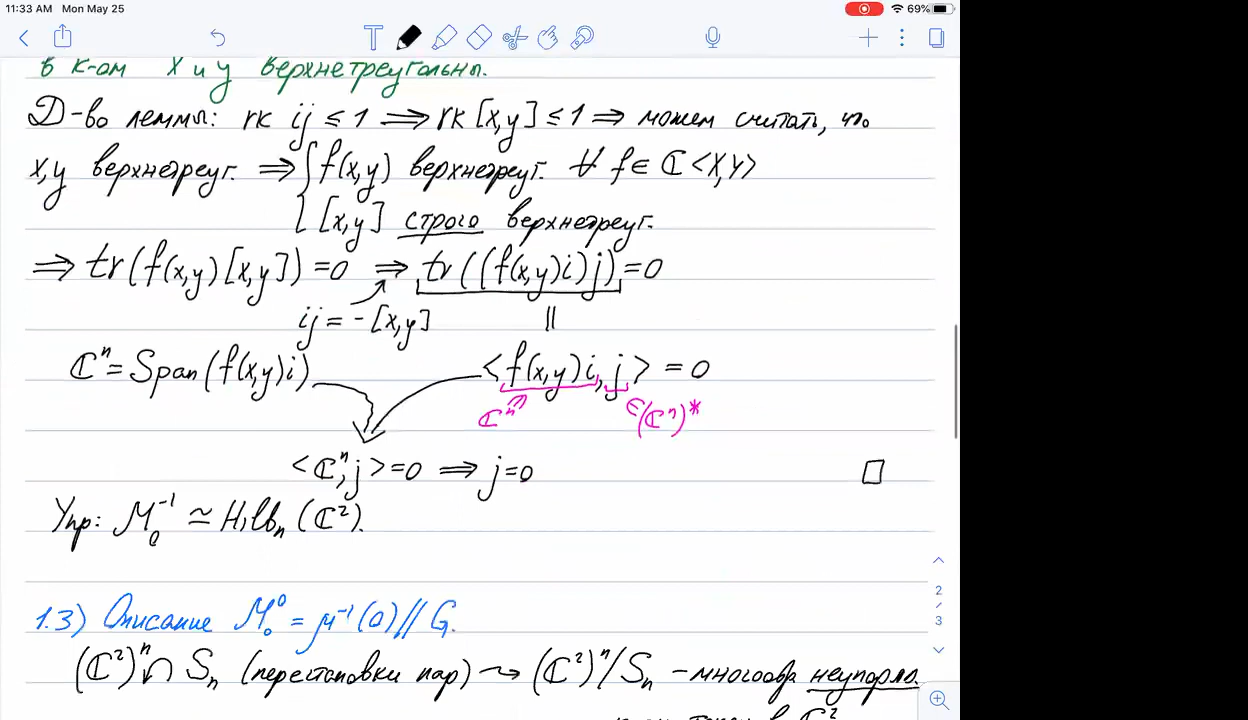 11:33 AM Mon May 25
69%
в к-ом X и Y верхнетреугольны.
Д-во леммы: rk ij ≤ 1 ⟹ rk [x,y] ≤ 1 ⟹ можем считать, что
x,y верхнетреуг. ⟹ { f(x,y) верхнетреуг. ∀ f ∈ ℂ<X,Y>
[x,y] строго верхнетреуг.
⟹ tr(f(x,y)[x,y]) = 0 ⟹ tr((f(x,y)i)j) = 0
ij = -[x,y] ||
ℂⁿ = Span(f(x,y)i) <f(x,y)i, j> = 0
ℂⁿ ∈(ℂⁿ)*
<ℂⁿ, j> = 0 ⟹ j = 0 □
Упр: M₀⁻¹ ≃ Hilbₙ(ℂ²).
1.3) Описание M₀⁰ = μ⁻¹(0)//G.
(ℂ²)ⁿ ↶ Sₙ (перестановки пар) ⇝ (ℂ²)ⁿ/Sₙ - многообр. неупоряд.
2
/
3